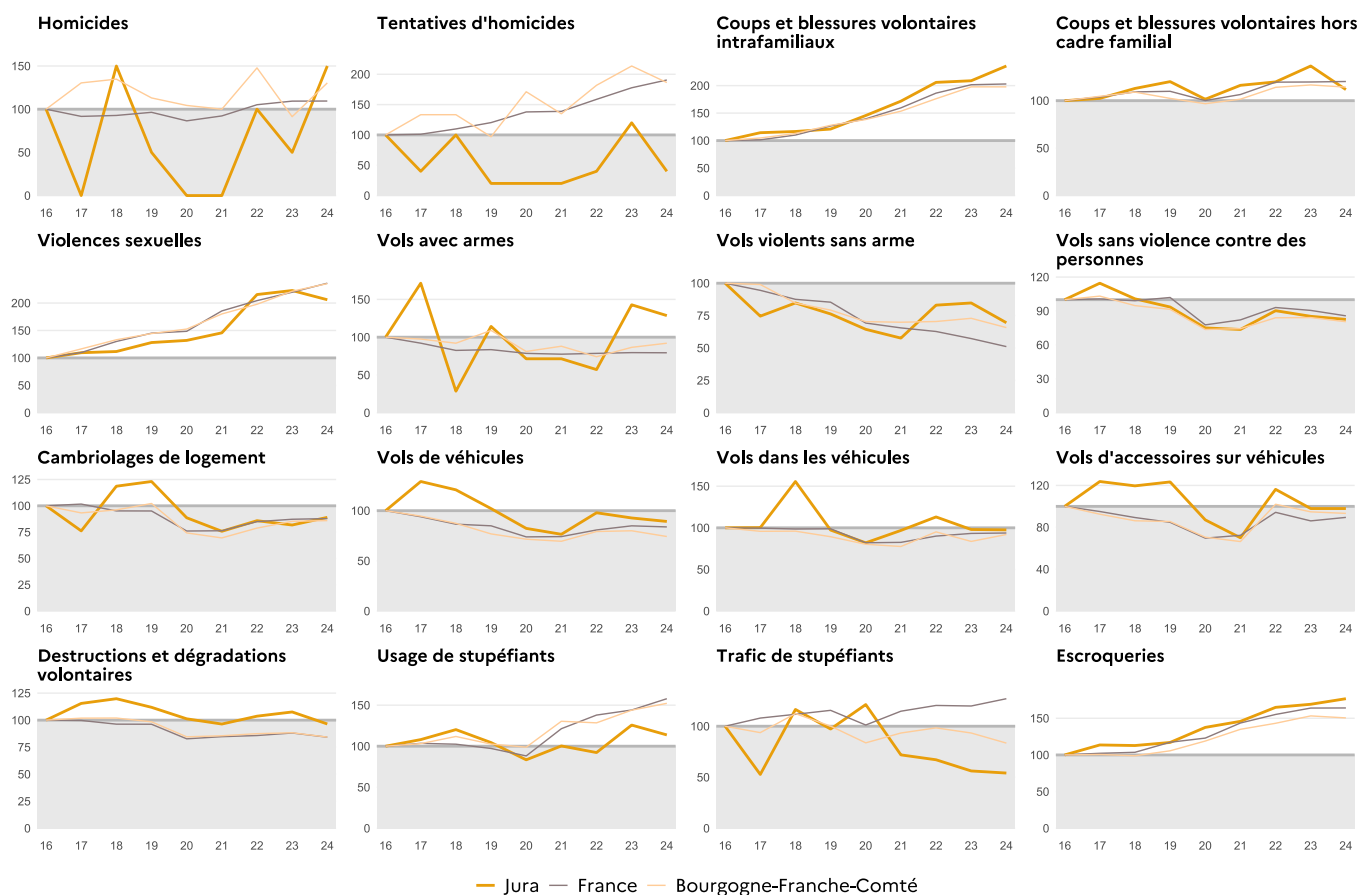 Homicides
150
100
50
0
16 17 18 19 20 21 22 23 24
Tentatives d'homicides
200
150
100
50
0
16 17 18 19 20 21 22 23 24
Coups et blessures volontaires
intrafamiliaux
200
150
100
50
0
16 17 18 19 20 21 22 23 24
Coups et blessures volontaires hors
cadre familial
100
50
0
16 17 18 19 20 21 22 23 24
Violences sexuelles
200
150
100
50
0
16 17 18 19 20 21 22 23 24
Vols avec armes
150
100
50
0
16 17 18 19 20 21 22 23 24
Vols violents sans arme
100
75
50
25
0
16 17 18 19 20 21 22 23 24
Vols sans violence contre des
personnes
120
100
80
60
40
20
0
16 17 18 19 20 21 22 23 24
Cambriolages de logement
125
100
75
50
25
0
16 17 18 19 20 21 22 23 24
Vols de véhicules
100
50
0
16 17 18 19 20 21 22 23 24
Vols dans les véhicules
150
100
50
0
16 17 18 19 20 21 22 23 24
Vols d'accessoires sur véhicules
120
80
40
0
16 17 18 19 20 21 22 23 24
Destructions et dégradations
volontaires
125
100
75
50
25
0
16 17 18 19 20 21 22 23 24
Usage de stupéfiants
150
100
50
0
16 17 18 19 20 21 22 23 24
Trafic de stupéfiants
100
50
0
16 17 18 19 20 21 22 23 24
Escroqueries
150
100
50
0
16 17 18 19 20 21 22 23 24
Jura France Bourgogne-Franche-Comté